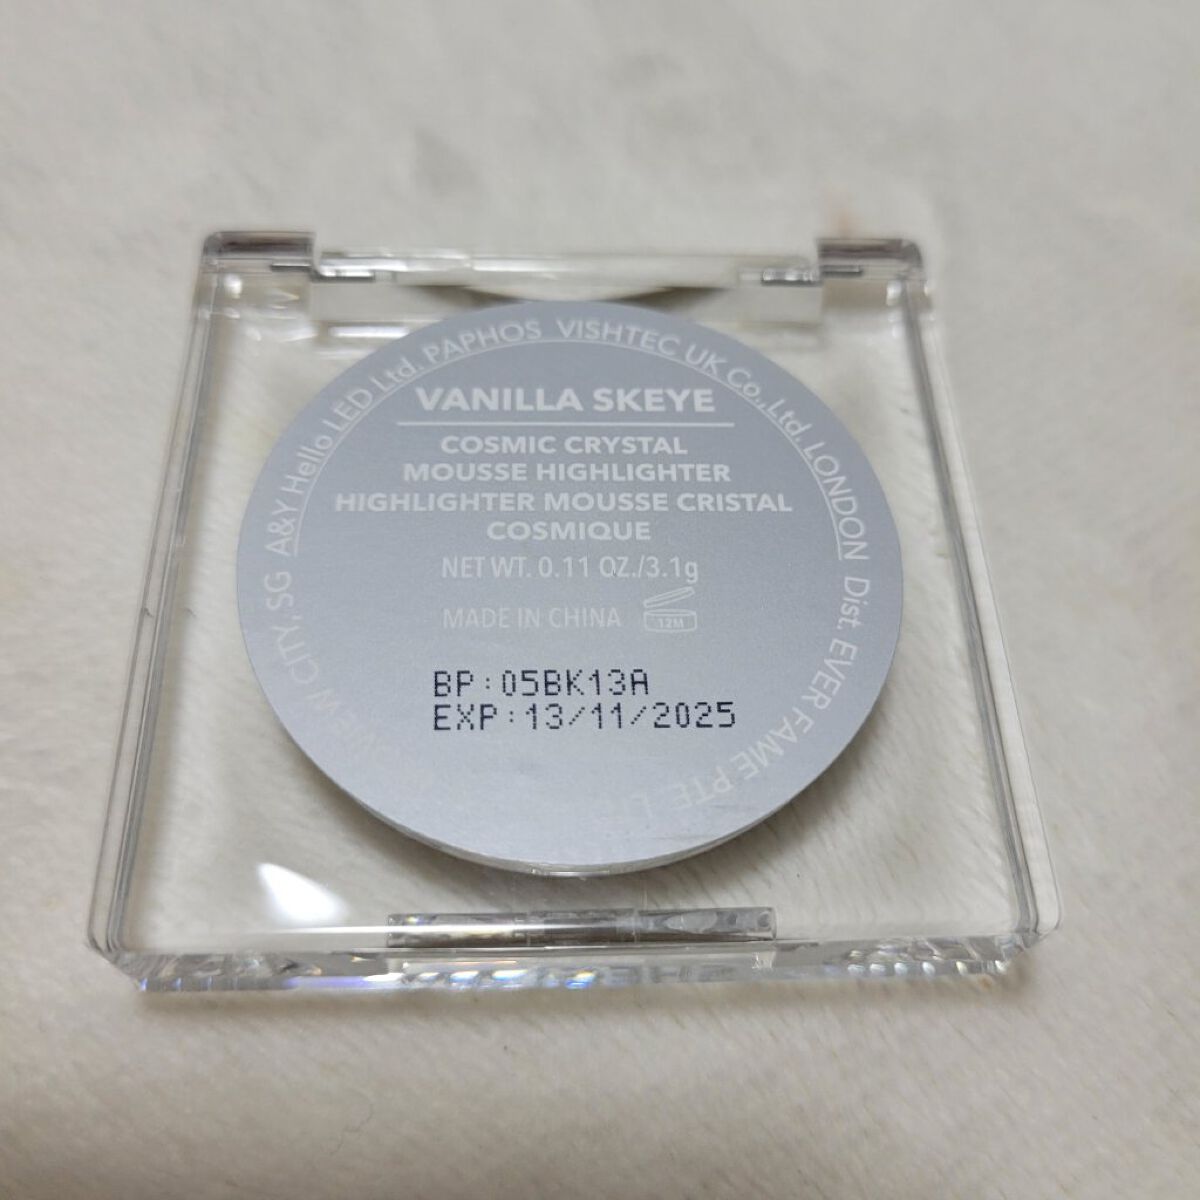 A&Y Hello LED Ltd. PAPHOS VISHTEC UK Co.,Ltd. LONDON Dist. EVER FAME PTE
VIEW CITY, SG
VANILLA SKEYE
COSMIC CRYSTAL
MOUSSE HIGHLIGHTER
HIGHLIGHTER MOUSSE CRISTAL
COSMIQUE
NET WT. 0.11 OZ./3.1g
MADE IN CHINA 12M
BP:05BK13A
EXP:13/11/2025